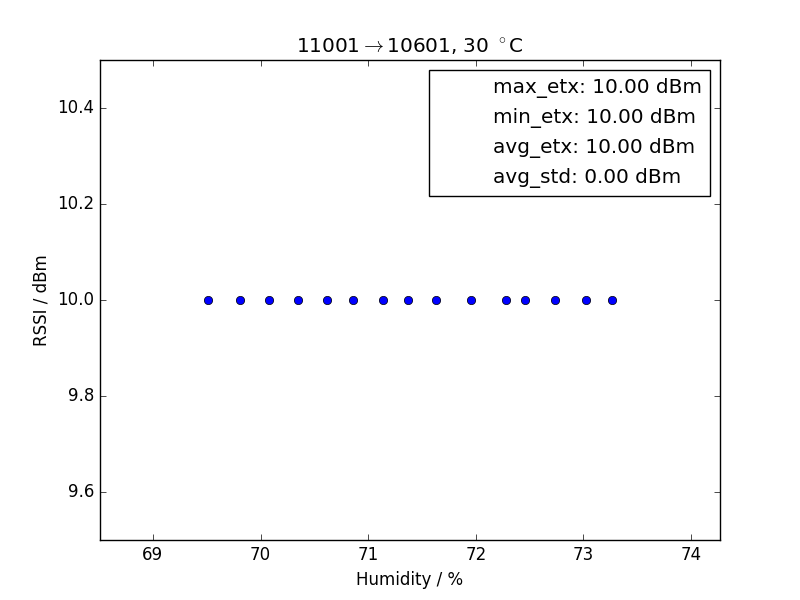 11001→10601, 30 °C
max_etx: 10.00 dBm
min_etx: 10.00 dBm
avg_etx: 10.00 dBm
avg_std: 0.00 dBm
RSSI / dBm
10.4
10.2
10.0
9.8
9.6
69 70 71 72 73 74
Humidity / %